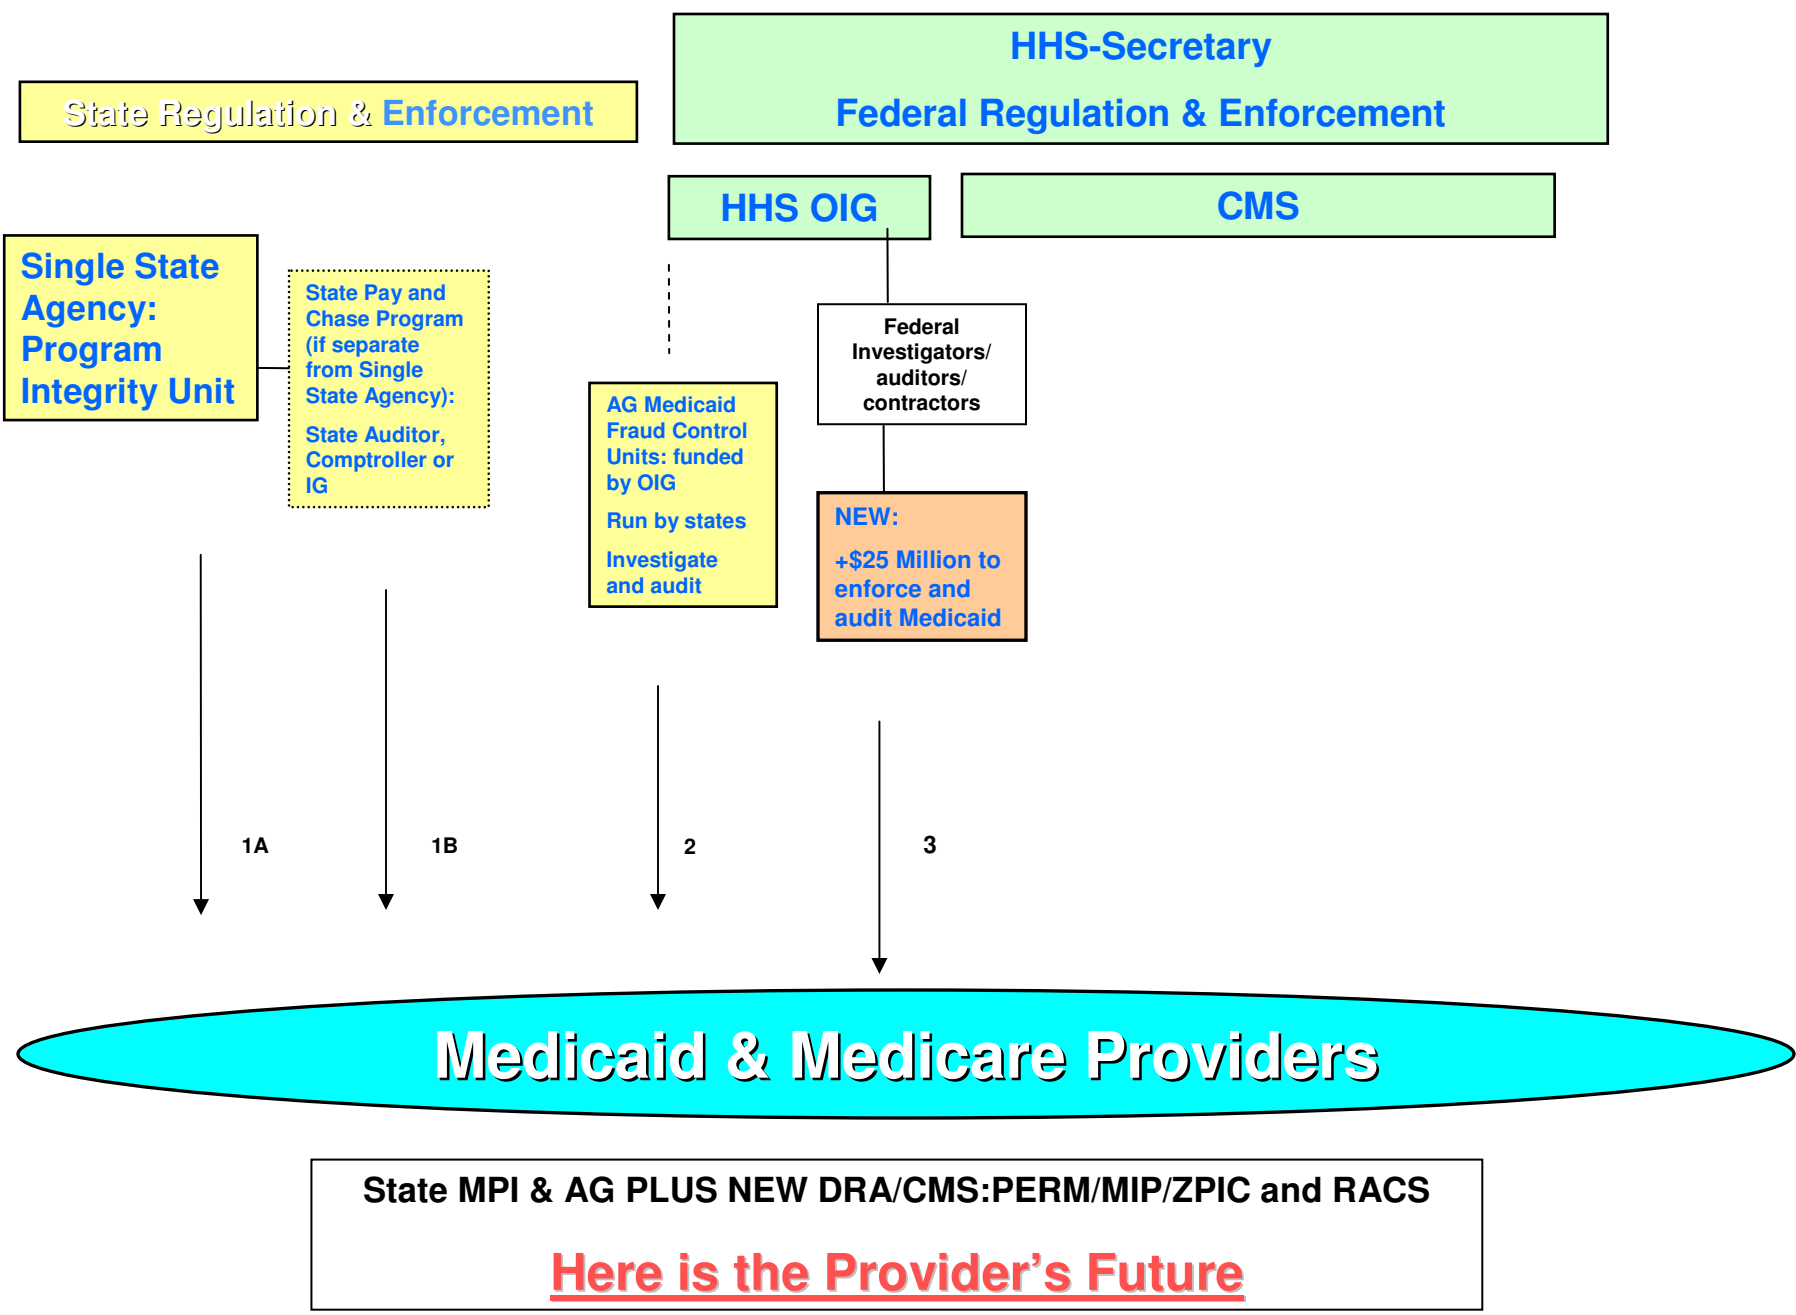 HHS-Secretary
Federal Regulation & Enforcement
State Regulation & Enforcement
HHS OIG
CMS
Single State
Agency:
Program
Integrity Unit
State Pay and
Chase Program
(if separate
from Single
State Agency):
State Auditor,
Comptroller or
IG
Federal
Investigators/
auditors/
contractors
AG Medicaid
Fraud Control
Units: funded
by OIG
Run by states
Investigate
and audit
NEW:
+$25 Million to
enforce and
audit Medicaid
1A
1B
2
3
Medicaid & Medicare Providers
State MPI & AG PLUS NEW DRA/CMS:PERM/MIP/ZPIC and RACS
Here is the Provider’s Future